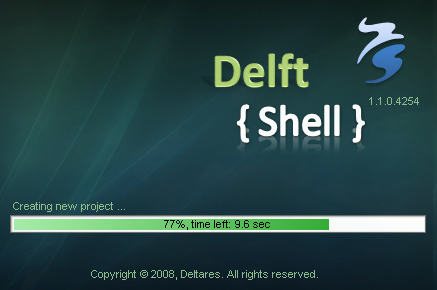 Delft
{ Shell }
1.1.0.4254
Creating new project ...
77%, time left: 9.6 sec
Copyright © 2008, Deltares. All rights reserved.